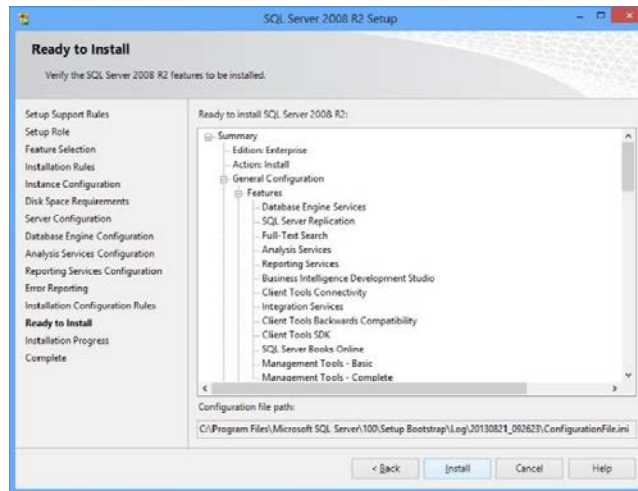 SQL Server 2008 R2 Setup
Ready to Install
Verify the SQL Server 2008 R2 features to be installed.
Setup Support Rules
Setup Role
Feature Selection
Installation Rules
Instance Configuration
Disk Space Requirements
Server Configuration
Database Engine Configuration
Analysis Services Configuration
Reporting Services Configuration
Error Reporting
Installation Configuration Rules
Ready to Install
Installation Progress
Complete
Ready to install SQL Server 2008 R2:
Summary
Edition: Enterprise
Action: Install
General Configuration
Features
Database Engine Services
SQL Server Replication
Full-Text Search
Analysis Services
Reporting Services
Business Intelligence Development Studio
Client Tools Connectivity
Integration Services
Client Tools Backwards Compatibility
Client Tools SDK
SQL Server Books Online
Management Tools - Basic
Management Tools - Complete
Configuration file path:
C:\Program Files\Microsoft SQL Server\100\Setup Bootstrap\Log\20130821_092623\ConfigurationFile.ini
< Back
Install
Cancel
Help